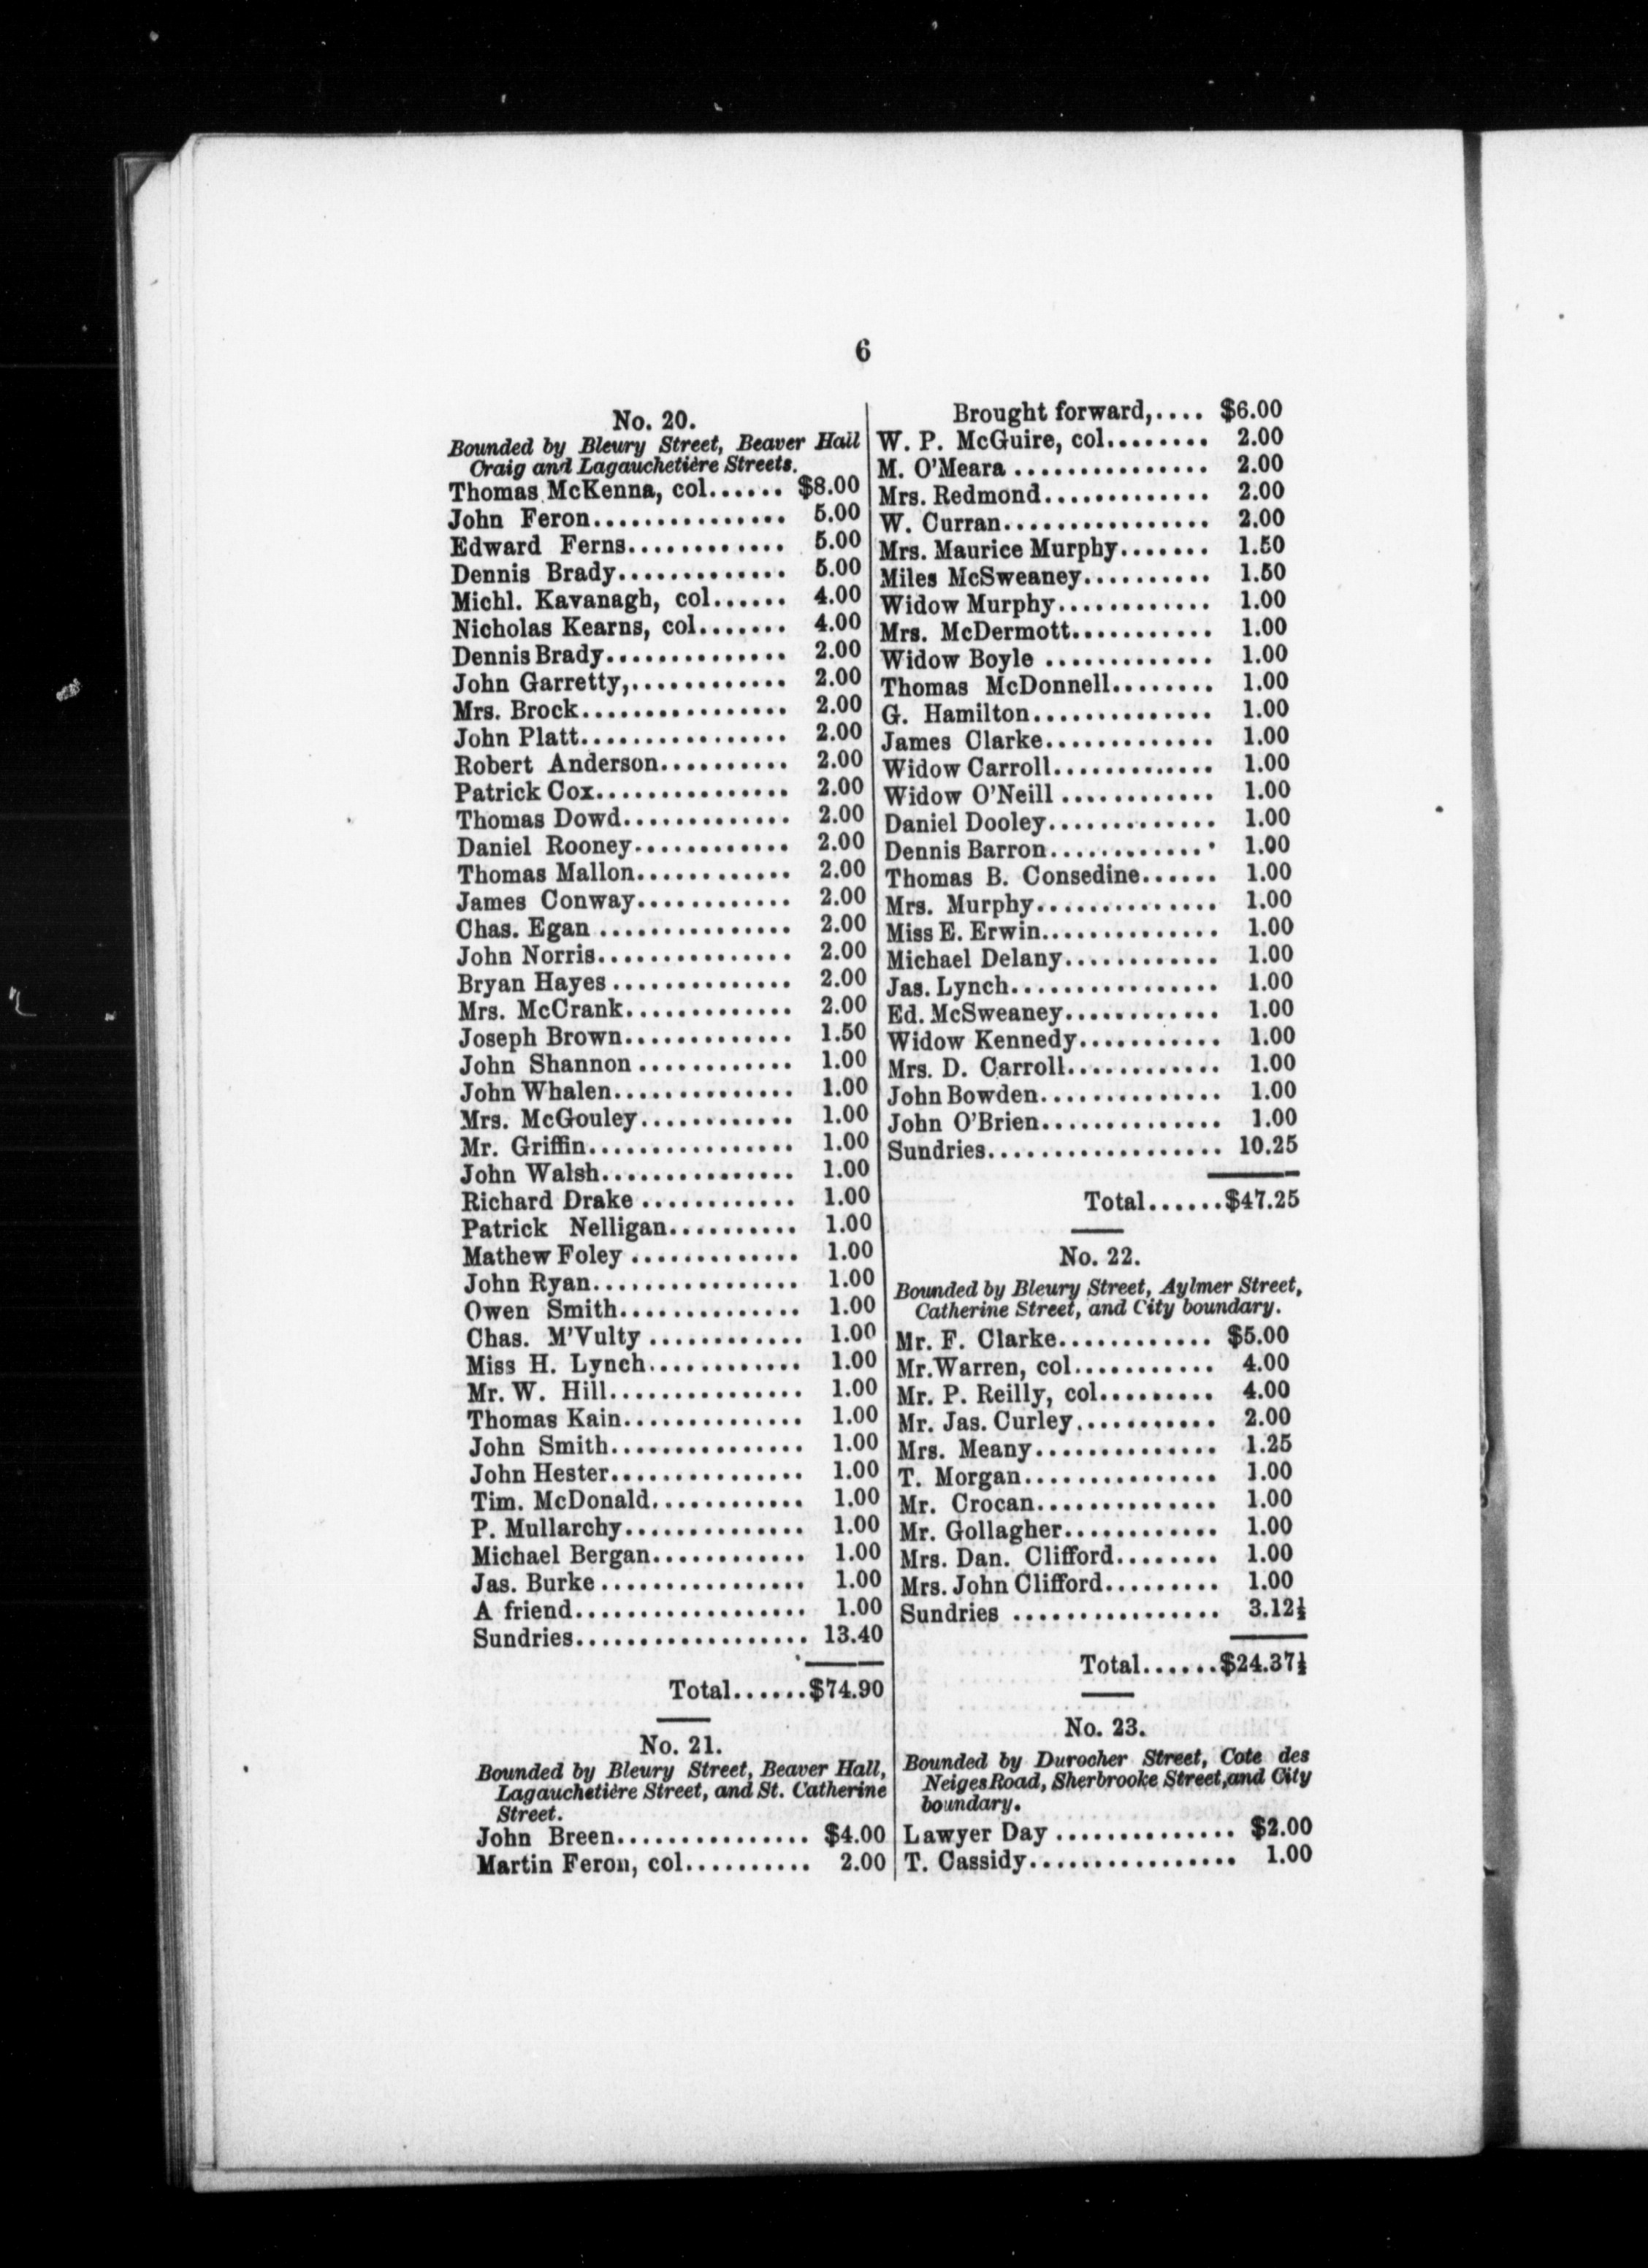 6
No. 20.
Bounded by Bleury Street, Beaver Hall
Craig and Lagauchetière Streets.
Thomas McKenna, col...... $8.00
John Feron............... 5.00
Edward Ferns............ 5.00
Dennis Brady............. 5.00
Michl. Kavanagh, col...... 4.00
Nicholas Kearns, col....... 4.00
Dennis Brady.............. 2.00
John Garretty,............ 2.00
Mrs. Brock................ 2.00
John Platt................ 2.00
Robert Anderson.......... 2.00
Patrick Cox............... 2.00
Thomas Dowd............. 2.00
Daniel Rooney............ 2.00
Thomas Mallon............ 2.00
James Conway............ 2.00
Chas. Egan ............... 2.00
John Norris............... 2.00
Bryan Hayes .............. 2.00
Mrs. McCrank............. 2.00
Joseph Brown............. 1.50
John Shannon ............ 1.00
John Whalen.............. 1.00
Mrs. McGouley............ 1.00
Mr. Griffin................ 1.00
John Walsh............... 1.00
Richard Drake ............ 1.00
Patrick Nelligan.......... 1.00
Mathew Foley ............. 1.00
John Ryan................ 1.00
Owen Smith.............. 1.00
Chas. M'Vulty ............ 1.00
Miss H. Lynch............ 1.00
Mr. W. Hill............... 1.00
Thomas Kain.............. 1.00
John Smith............... 1.00
John Hester............... 1.00
Tim. McDonald............ 1.00
P. Mullarchy.............. 1.00
Michael Bergan............ 1.00
Jas. Burke ................ 1.00
A friend.................. 1.00
Sundries.................. 13.40
Total......$74.90
No. 21.
Bounded by Bleury Street, Beaver Hall,
Lagauchetière Street, and St. Catherine
Street.
John Breen............... $4.00
Martin Feron, col.......... 2.00
Brought forward,.... $6.00
W. P. McGuire, col........ 2.00
M. O'Meara ............... 2.00
Mrs. Redmond............. 2.00
W. Curran................ 2.00
Mrs. Maurice Murphy....... 1.50
Miles McSweaney.......... 1.50
Widow Murphy............ 1.00
Mrs. McDermott........... 1.00
Widow Boyle ............. 1.00
Thomas McDonnell........ 1.00
G. Hamilton.............. 1.00
James Clarke............. 1.00
Widow Carroll............. 1.00
Widow O'Neill ............ 1.00
Daniel Dooley............. 1.00
Dennis Barron............. 1.00
Thomas B. Consedine...... 1.00
Mrs. Murphy.............. 1.00
Miss E. Erwin.............. 1.00
Michael Delany............ 1.00
Jas. Lynch................ 1.00
Ed. McSweaney............ 1.00
Widow Kennedy........... 1.00
Mrs. D. Carroll............ 1.00
John Bowden.............. 1.00
John O'Brien.............. 1.00
Sundries.................. 10.25
Total......$47.25
No. 22.
Bounded by Bleury Street, Aylmer Street,
Catherine Street, and City boundary.
Mr. F. Clarke............ $5.00
Mr. Warren, col........... 4.00
Mr. P. Reilly, col......... 4.00
Mr. Jas. Curley........... 2.00
Mrs. Meany.............. 1.25
T. Morgan............... 1.00
Mr. Crocan.............. 1.00
Mr. Gollagher............ 1.00
Mrs. Dan. Clifford........ 1.00
Mrs. John Clifford......... 1.00
Sundries ................ 3.12½
Total......$24.37½
No. 23.
Bounded by Durocher Street, Cote des
Neiges Road, Sherbrooke Street, and City
boundary.
Lawyer Day .............. $2.00
T. Cassidy................ 1.00